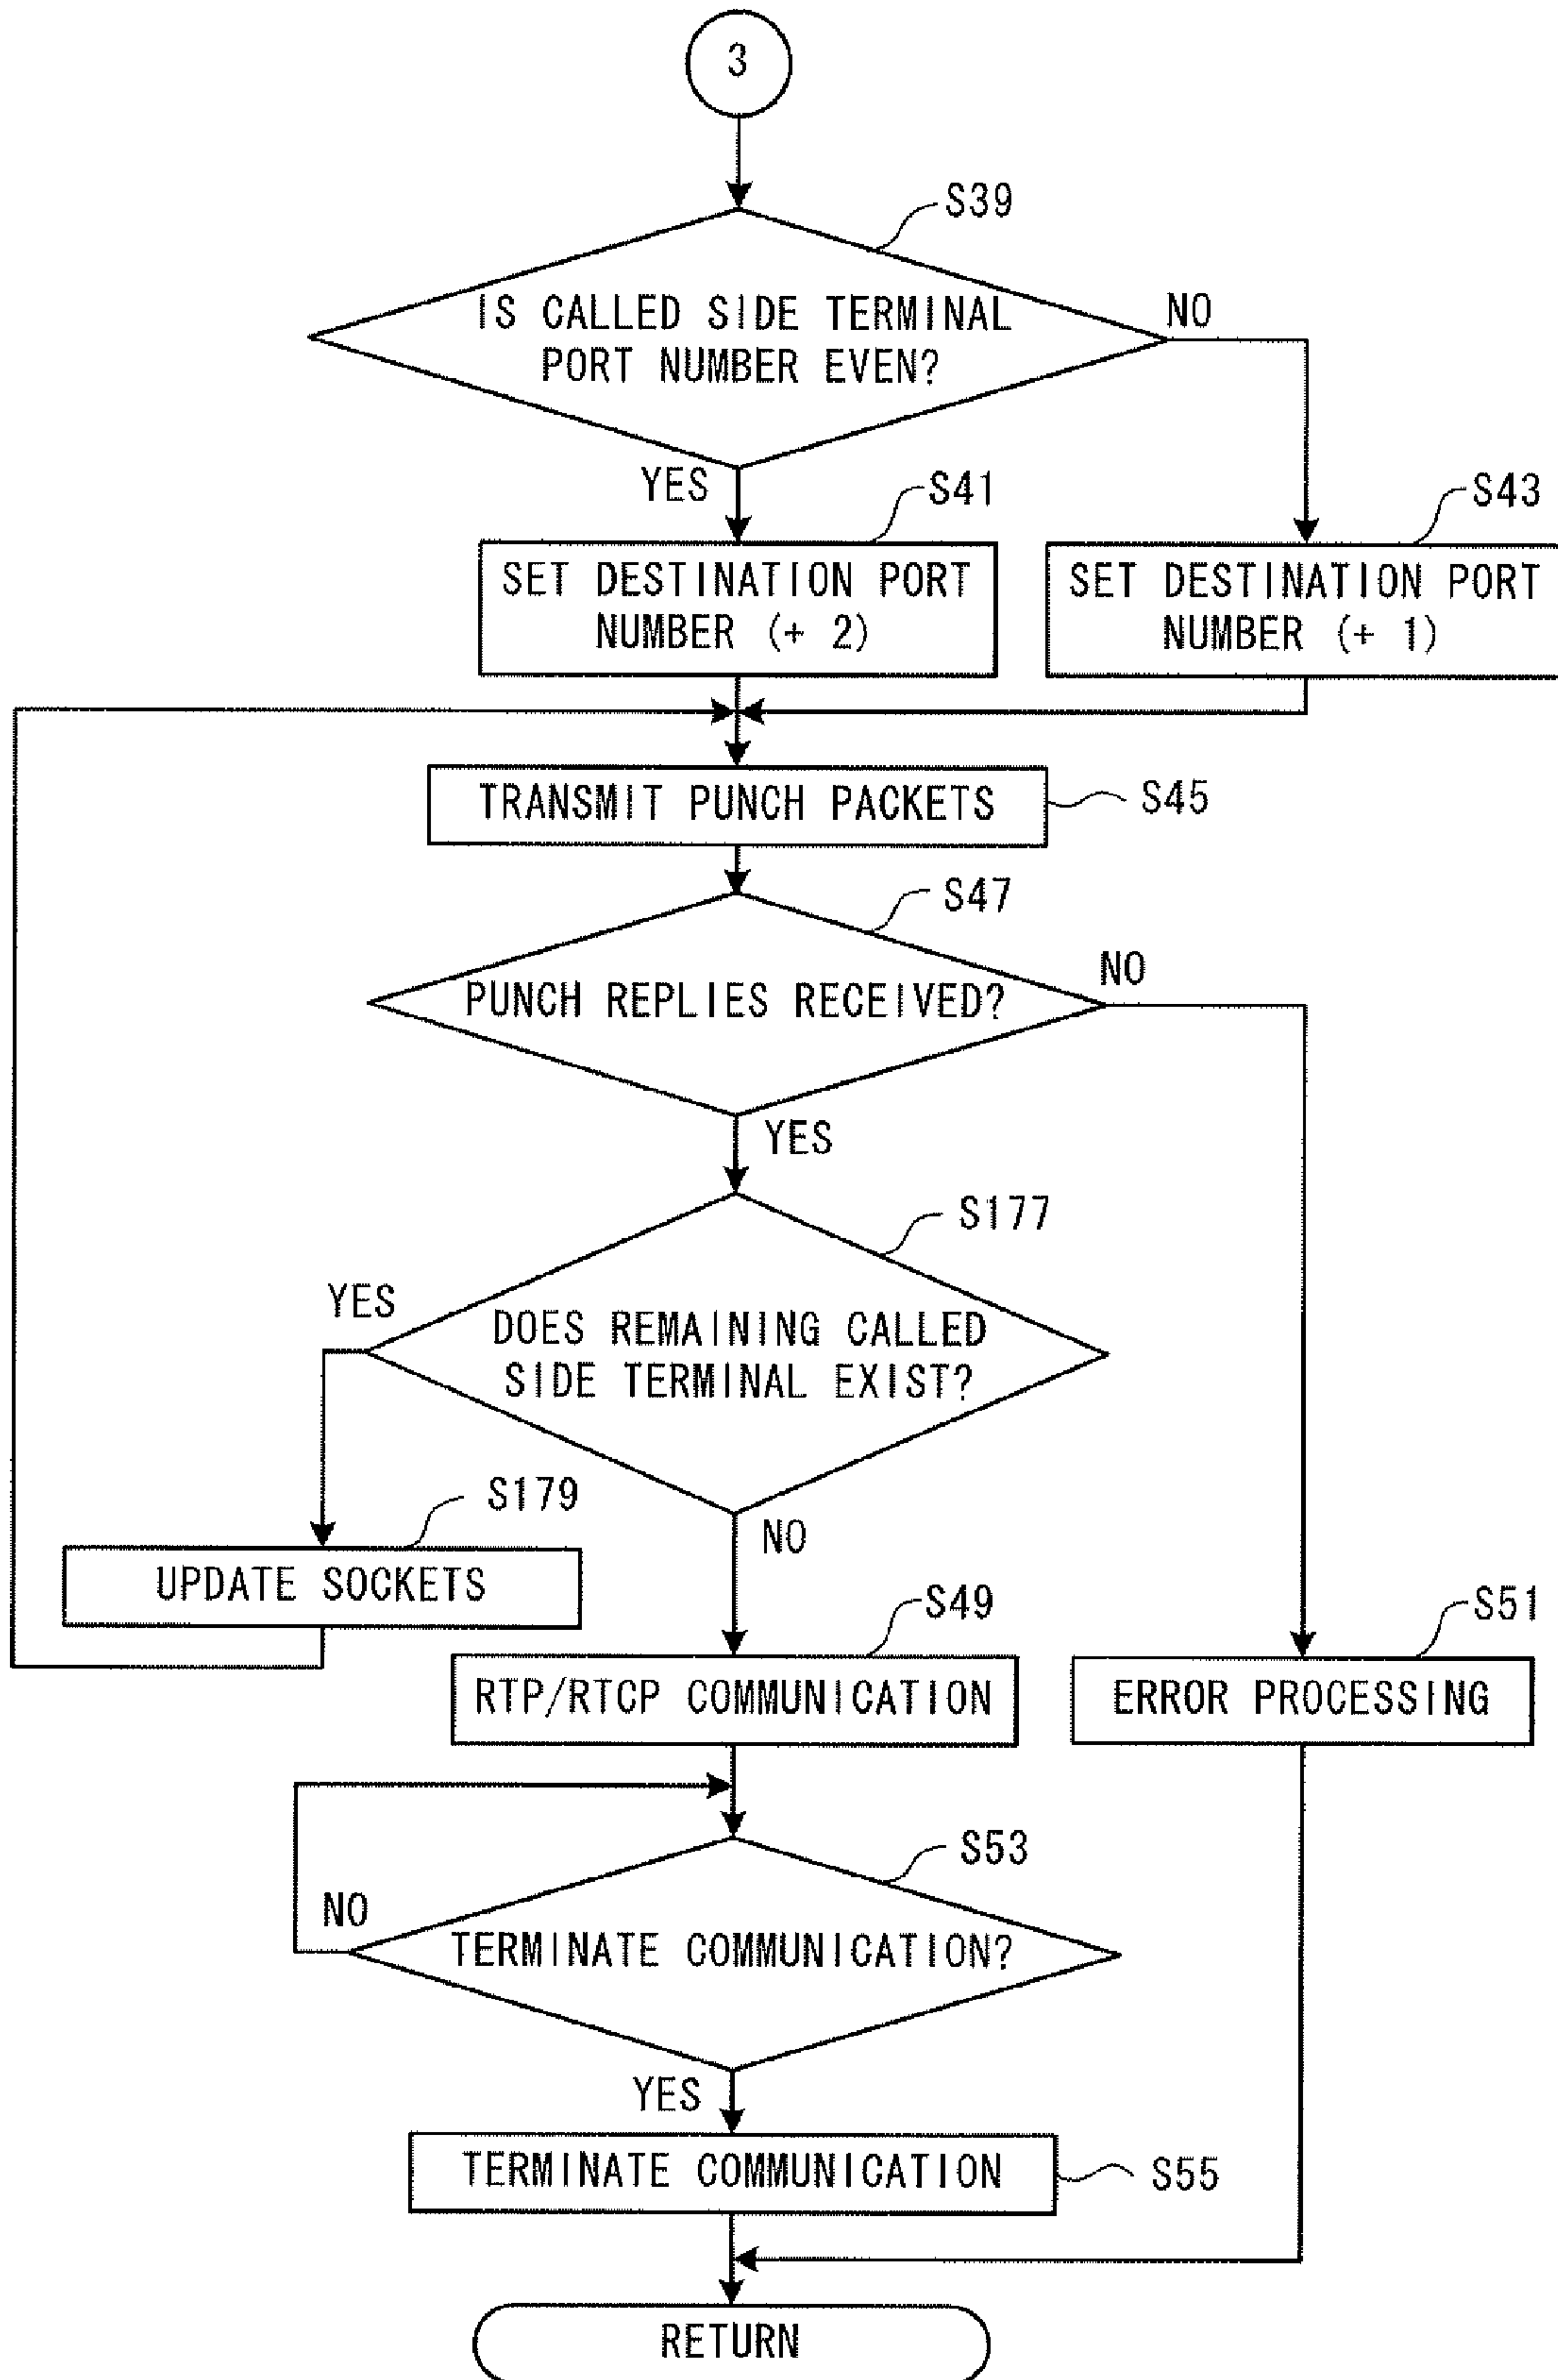 3
S39
IS CALLED SIDE TERMINAL
PORT NUMBER EVEN?
NO
YES
S41
S43
SET DESTINATION PORT
NUMBER (+ 2)
SET DESTINATION PORT
NUMBER (+ 1)
TRANSMIT PUNCH PACKETS
S45
S47
PUNCH REPLIES RECEIVED?
NO
YES
S177
YES
DOES REMAINING CALLED
SIDE TERMINAL EXIST?
S179
NO
UPDATE SOCKETS
S49
S51
RTP/RTCP COMMUNICATION
ERROR PROCESSING
S53
NO
TERMINATE COMMUNICATION?
YES
TERMINATE COMMUNICATION
S55
RETURN